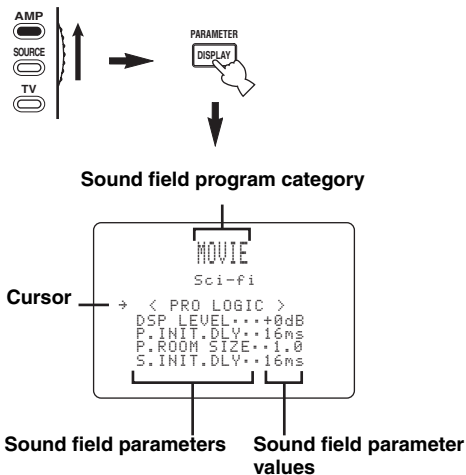 AMP
SOURCE
TV
PARAMETER
DISPLAY
Sound field program category
MOVIE
Sci-fi
Cursor
→ < PRO LOGIC >
DSP LEVEL···+0dB
P.INIT.DLY··16ms
P.ROOM SIZE··1.0
S.INIT.DLY··16ms
Sound field parameters
Sound field parameter
values